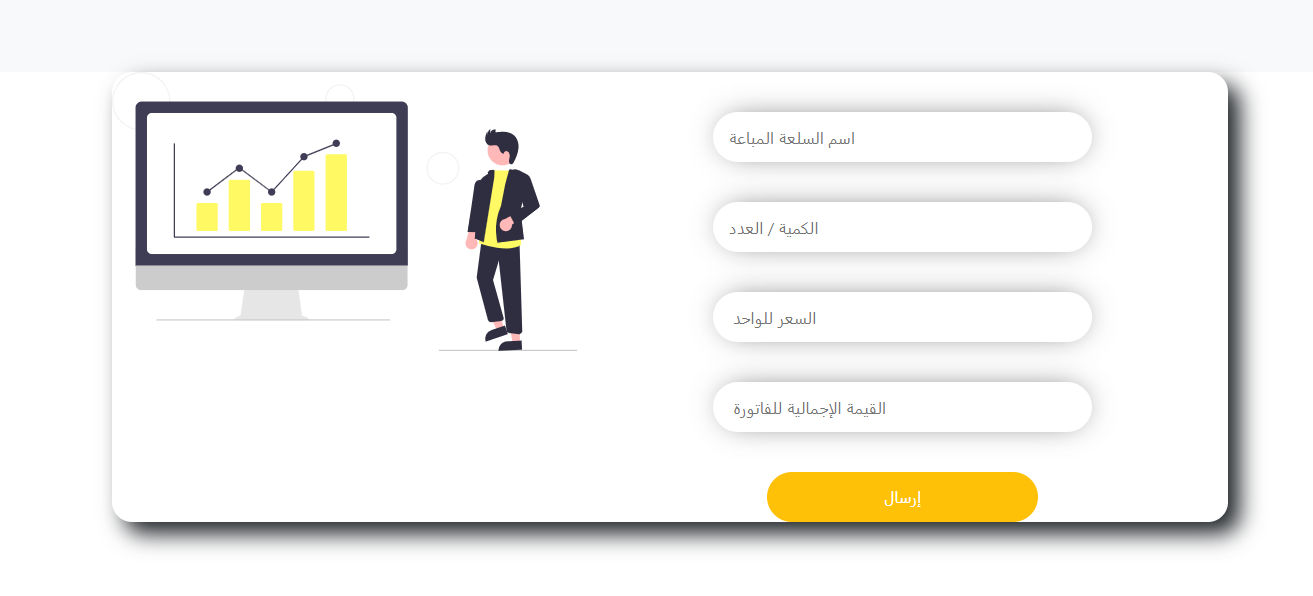 اسم السلعة المباعة
الكمية / العدد
السعر للواحد
القيمة الإجمالية للفاتورة
إرسال